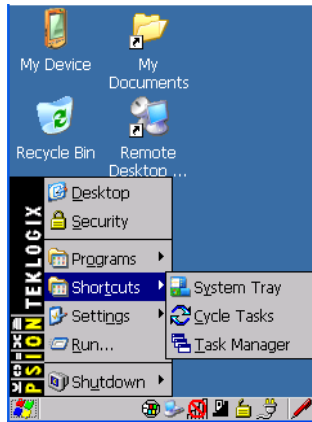 My Device
My Documents
Recycle Bin
Remote Desktop ...
PSION TEKLOGIX
Desktop
Security
Programs
Shortcuts
Settings
Run...
Shutdown
System Tray
Cycle Tasks
Task Manager